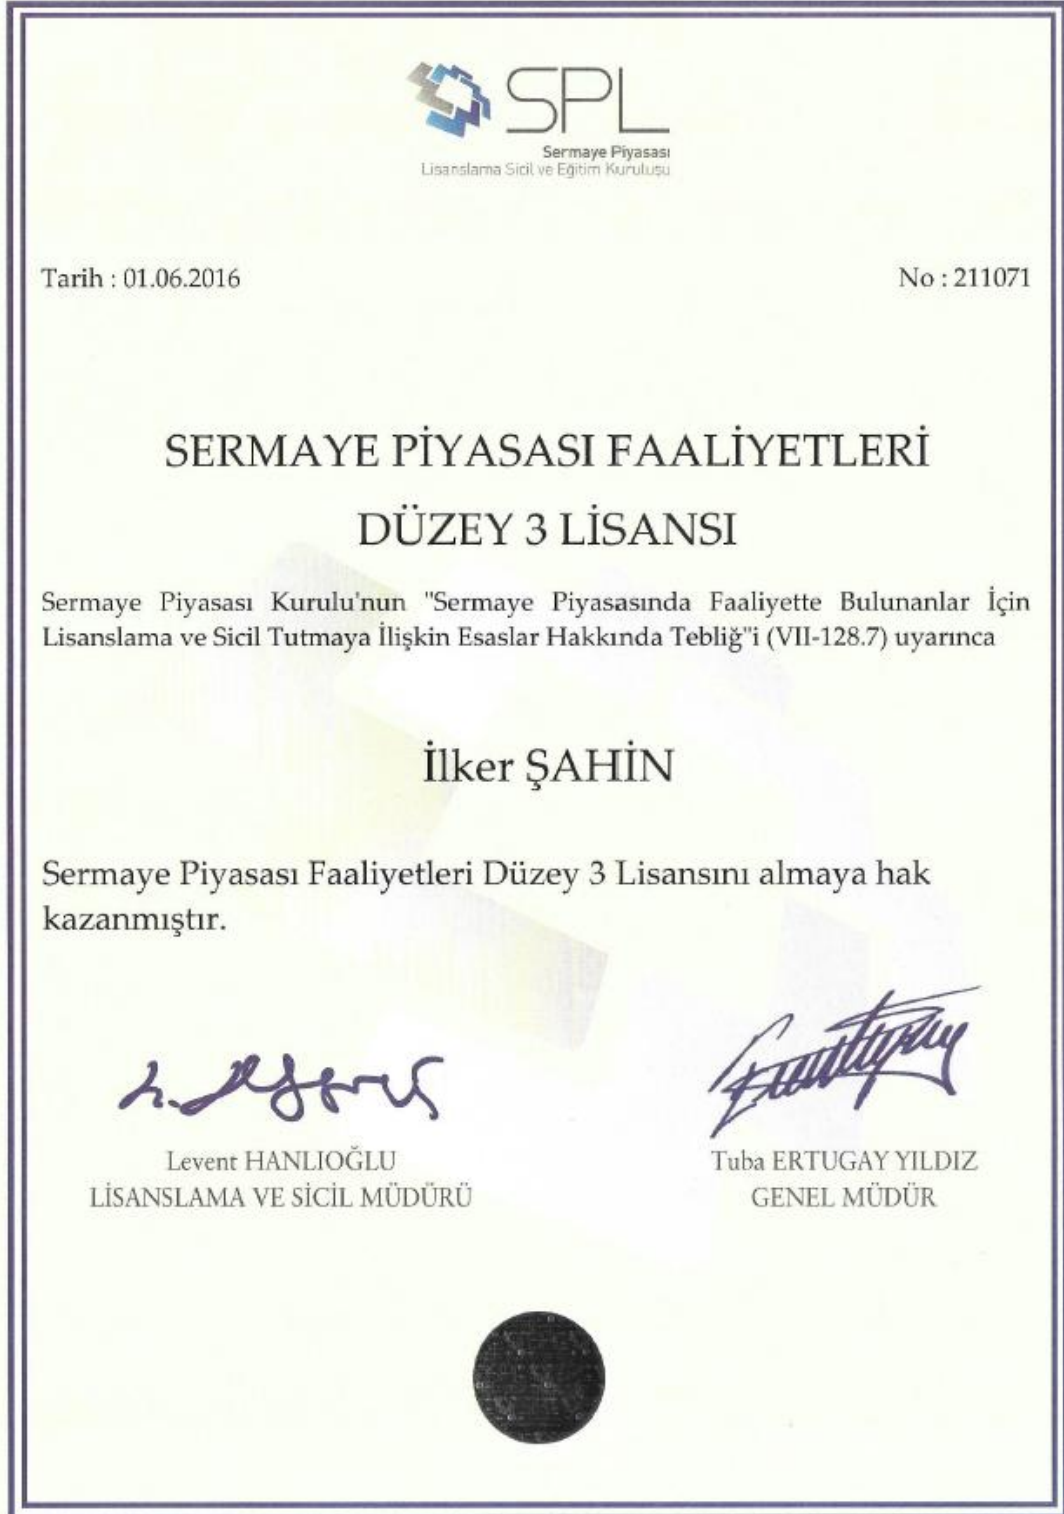 SPL
Sermaye Piyasası
Lisanslama Sicil ve Eğitim Kuruluşu
Tarih : 01.06.2016
No : 211071
SERMAYE PİYASASI FAALİYETLERİ
DÜZEY 3 LİSANSI
Sermaye Piyasası Kurulu'nun "Sermaye Piyasasında Faaliyette Bulunanlar İçin
Lisanslama ve Sicil Tutmaya İlişkin Esaslar Hakkında Tebliğ"i (VII-128.7) uyarınca
İlker ŞAHİN
Sermaye Piyasası Faaliyetleri Düzey 3 Lisansını almaya hak
kazanmıştır.
Levent HANLIOĞLU
LİSANSLAMA VE SİCİL MÜDÜRÜ
Tuba ERTUGAY YILDIZ
GENEL MÜDÜR